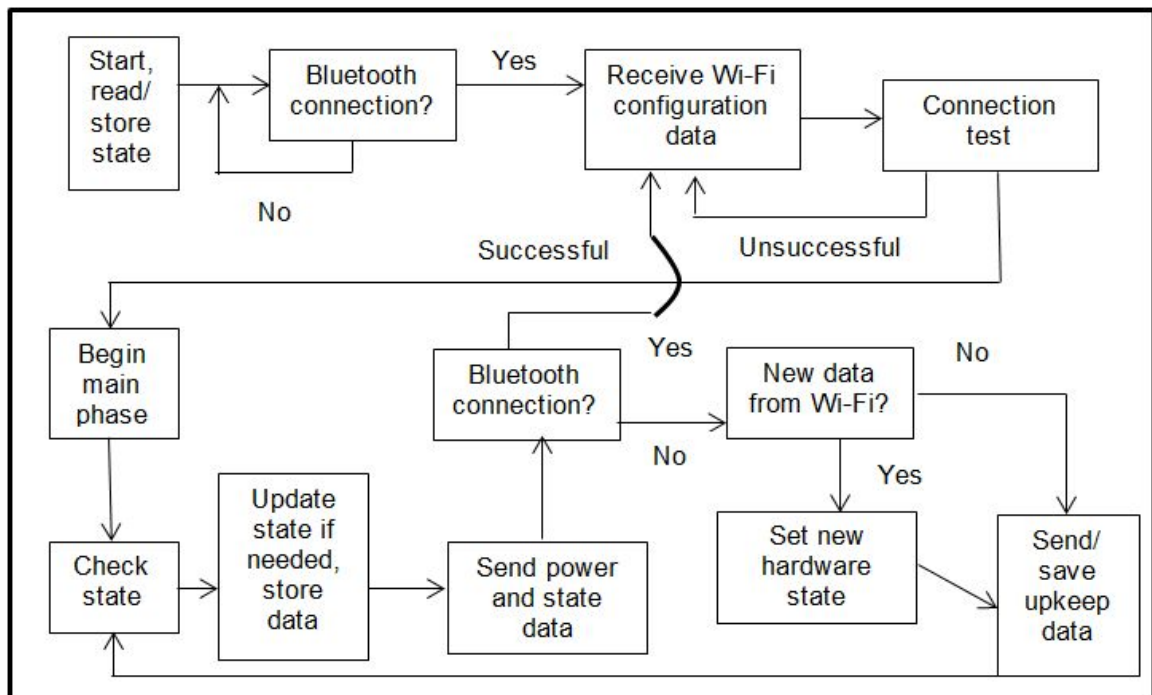 Start,
read/
store
state
Bluetooth
connection?
Yes
No
Receive Wi-Fi
configuration
data
Connection
test
Successful
Unsuccessful
Begin
main
phase
Bluetooth
connection?
Yes
No
New data
from Wi-Fi?
No
Yes
Check
state
Update
state if
needed,
store
data
Send power
and state
data
Set new
hardware
state
Send/
save
upkeep
data